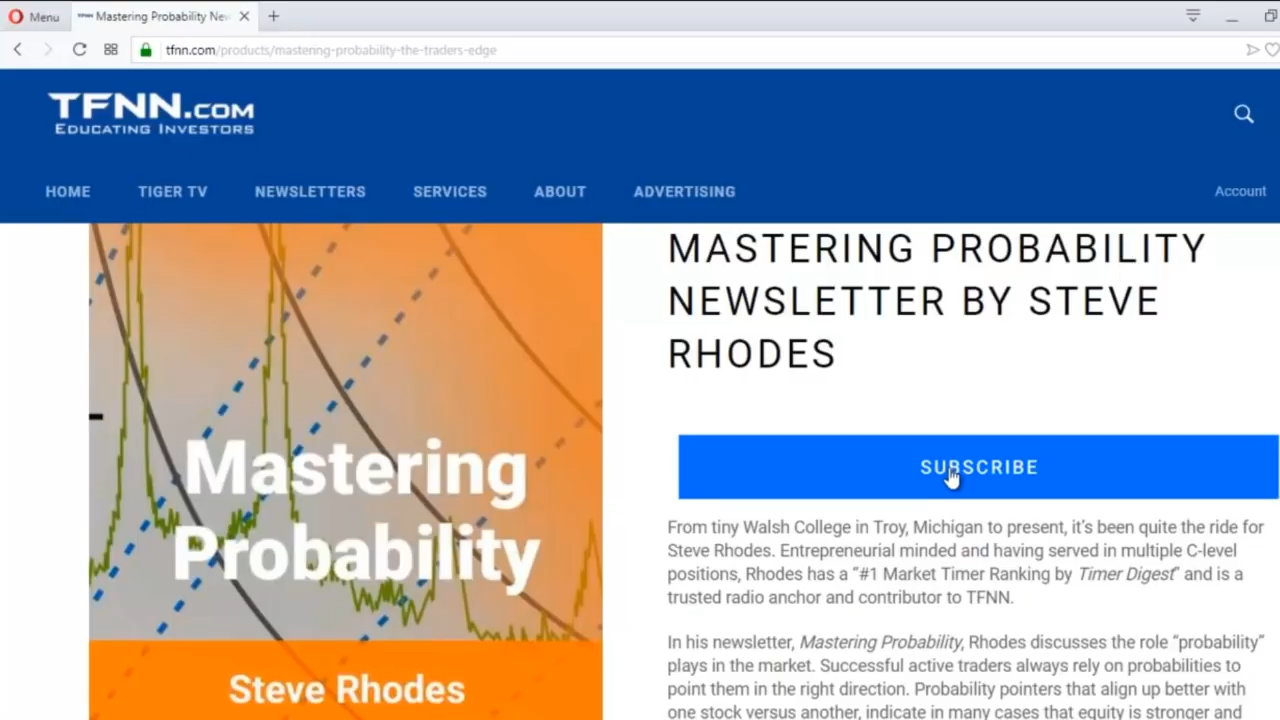 Menu
TFNN Mastering Probability New
tfnn.com/products/mastering-probability-the-traders-edge
TFNN.COM
EDUCATING INVESTORS
HOME TIGER TV NEWSLETTERS SERVICES ABOUT ADVERTISING Account
Mastering
Probability
Steve Rhodes
MASTERING PROBABILITY
NEWSLETTER BY STEVE
RHODES
SUBSCRIBE
From tiny Walsh College in Troy, Michigan to present, it's been quite the ride for
Steve Rhodes. Entrepreneurial minded and having served in multiple C-level
positions, Rhodes has a “#1 Market Timer Ranking by Timer Digest” and is a
trusted radio anchor and contributor to TFNN.
In his newsletter, Mastering Probability, Rhodes discusses the role “probability”
plays in the market. Successful active traders always rely on probabilities to
point them in the right direction. Probability pointers that align up better with
one stock versus another, indicate in many cases that equity is stronger and